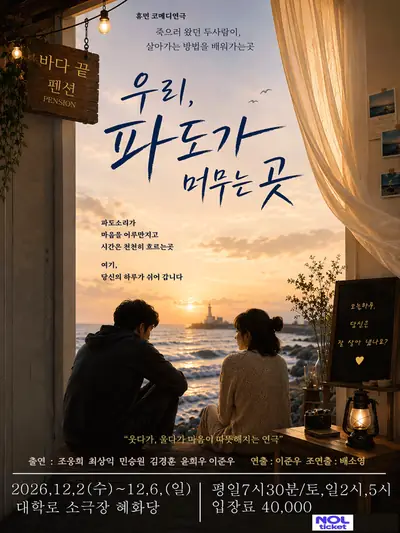 휴먼 코메디연극
죽으러 왔던 두사람이,
살아가는 방법을 배워가는곳
바다 끝
펜션
PENSION
우리,
파도가
머무는 곳
파도소리가
마음을 어루만지고
시간은 천천히 흐르는곳
여기,
당신의 하루가 쉬어 갑니다
오늘하루,
당신은
잘 살아 냈나요?
"웃다가, 울다가 마음이 따뜻해지는 연극"
출연 : 조웅희 최상익 민승원 김경훈 윤희우 이준우 연출 : 이준우 조연출 : 배소영
2026,12,2(수)~12,6,(일)
대학로 소극장 혜화당
평일7시30분/토,일2시,5시
입장료 40,000
NOL
ticket